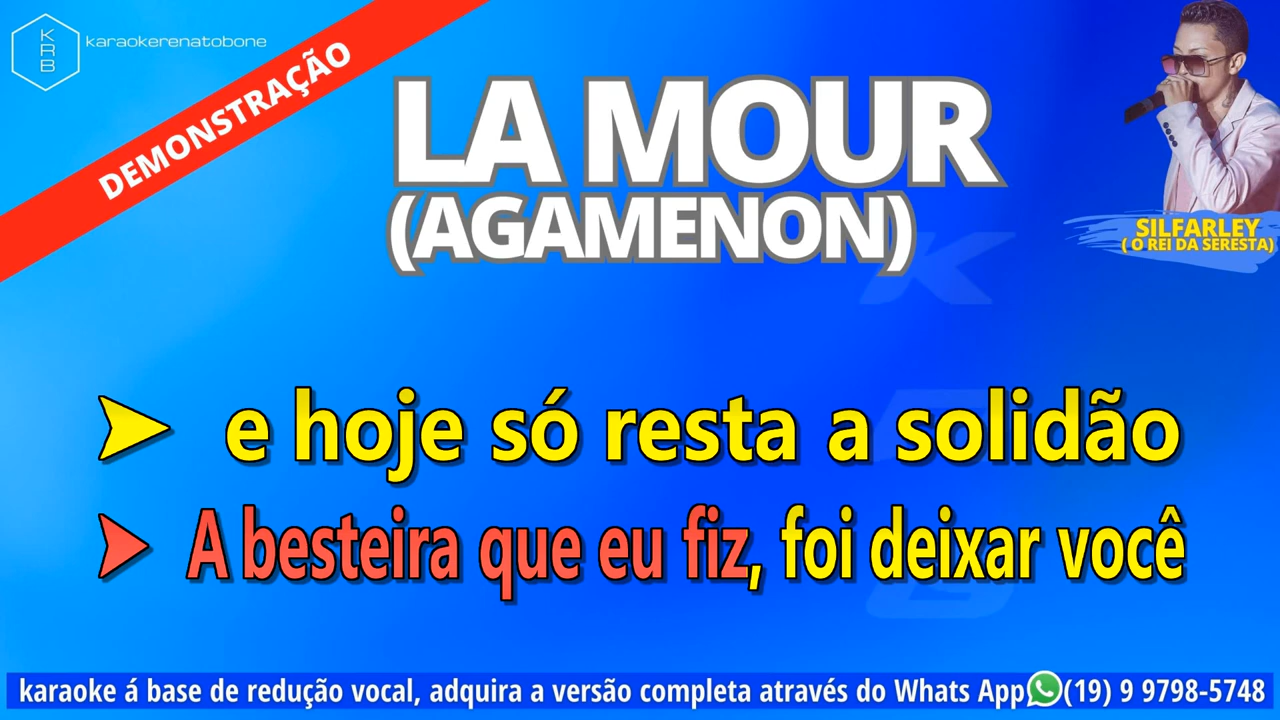 KRB
karaokerenatobone
DEMONSTRAÇÃO
LA MOUR
(AGAMENON)
SILFARLEY
( O REI DA SERESTA)
K
e hoje só resta a solidão
A besteira que eu fiz, foi deixar você
karaoke á base de redução vocal, adquira a versão completa através do Whats App (19) 9 9798-5748